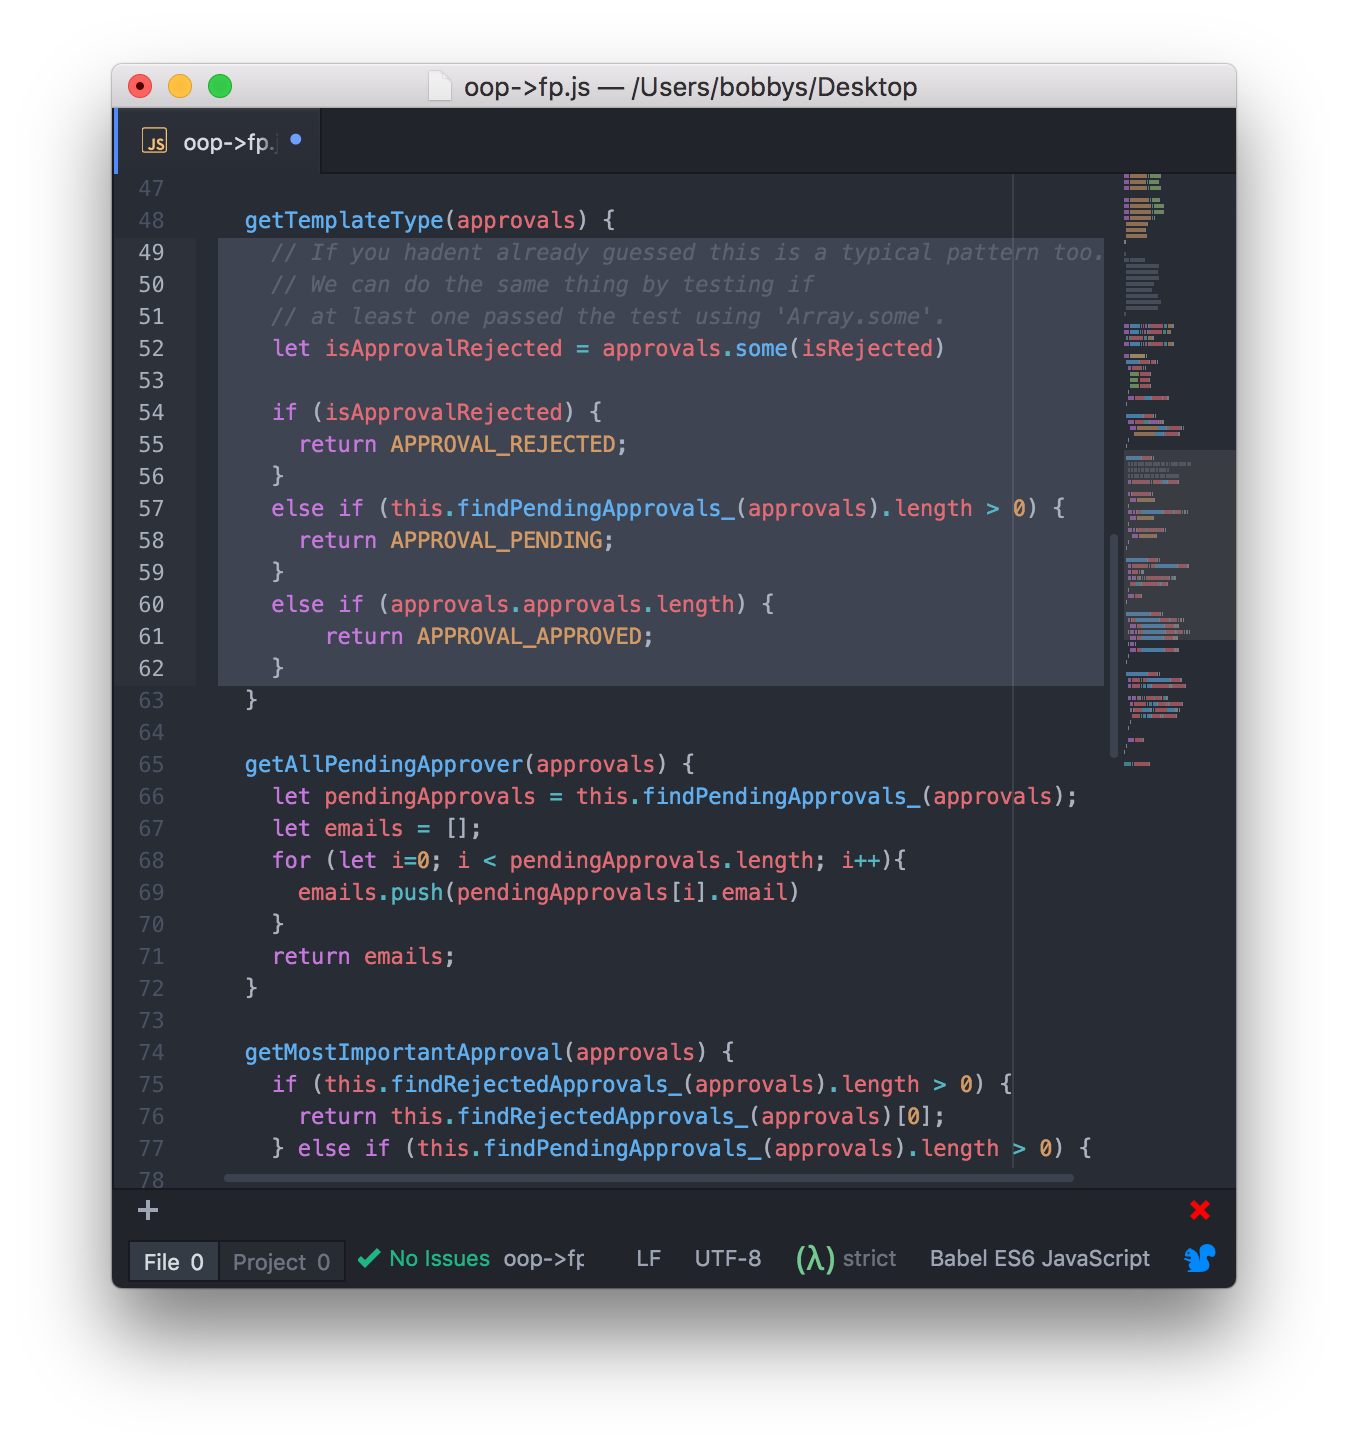 oop->fp.js — /Users/bobbys/Desktop
JS oop->fp.j
47
48 getTemplateType(approvals) {
49 // If you hadent already guessed this is a typical pattern too.
50 // We can do the same thing by testing if
51 // at least one passed the test using 'Array.some'.
52 let isApprovalRejected = approvals.some(isRejected)
53
54 if (isApprovalRejected) {
55 return APPROVAL_REJECTED;
56 }
57 else if (this.findPendingApprovals_(approvals).length > 0) {
58 return APPROVAL_PENDING;
59 }
60 else if (approvals.approvals.length) {
61 return APPROVAL_APPROVED;
62 }
63 }
64
65 getAllPendingApprover(approvals) {
66 let pendingApprovals = this.findPendingApprovals_(approvals);
67 let emails = [];
68 for (let i=0; i < pendingApprovals.length; i++){
69 emails.push(pendingApprovals[i].email)
70 }
71 return emails;
72 }
73
74 getMostImportantApproval(approvals) {
75 if (this.findRejectedApprovals_(approvals).length > 0) {
76 return this.findRejectedApprovals_(approvals)[0];
77 } else if (this.findPendingApprovals_(approvals).length > 0) {
78
File 0 Project 0 No Issues oop->fp LF UTF-8 (λ) strict Babel ES6 JavaScript